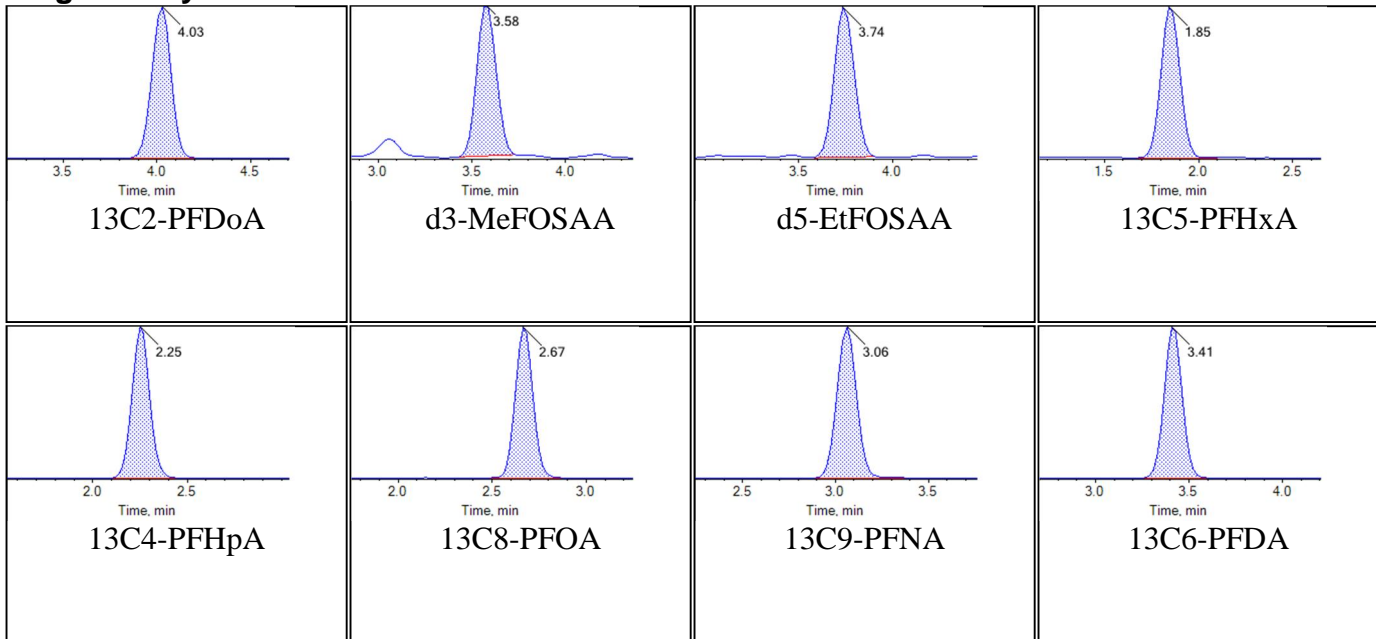 4.03
3.58
3.74
1.85
3.5 4.0 4.5
3.0 3.5 4.0
3.5 4.0
1.5 2.0 2.5
Time, min
Time, min
Time, min
Time, min
13C2-PFDoA
d3-MeFOSAA
d5-EtFOSAA
13C5-PFHxA
2.25
2.67
3.06
3.41
2.0 2.5
2.0 2.5 3.0
2.5 3.0 3.5
3.0 3.5 4.0
Time, min
Time, min
Time, min
Time, min
13C4-PFHpA
13C8-PFOA
13C9-PFNA
13C6-PFDA